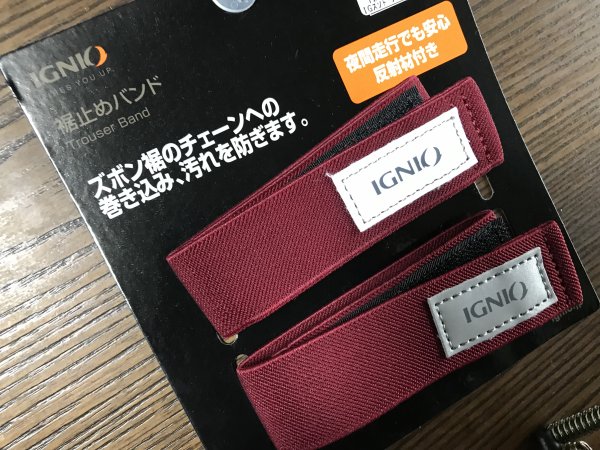 IGNIO
裾止めバンド
Trouser Band
ズボン裾のチェーンへの
巻き込み、汚れを防ぎます。
夜間走行でも安心
反射材付き
IGNIO
IGNIO